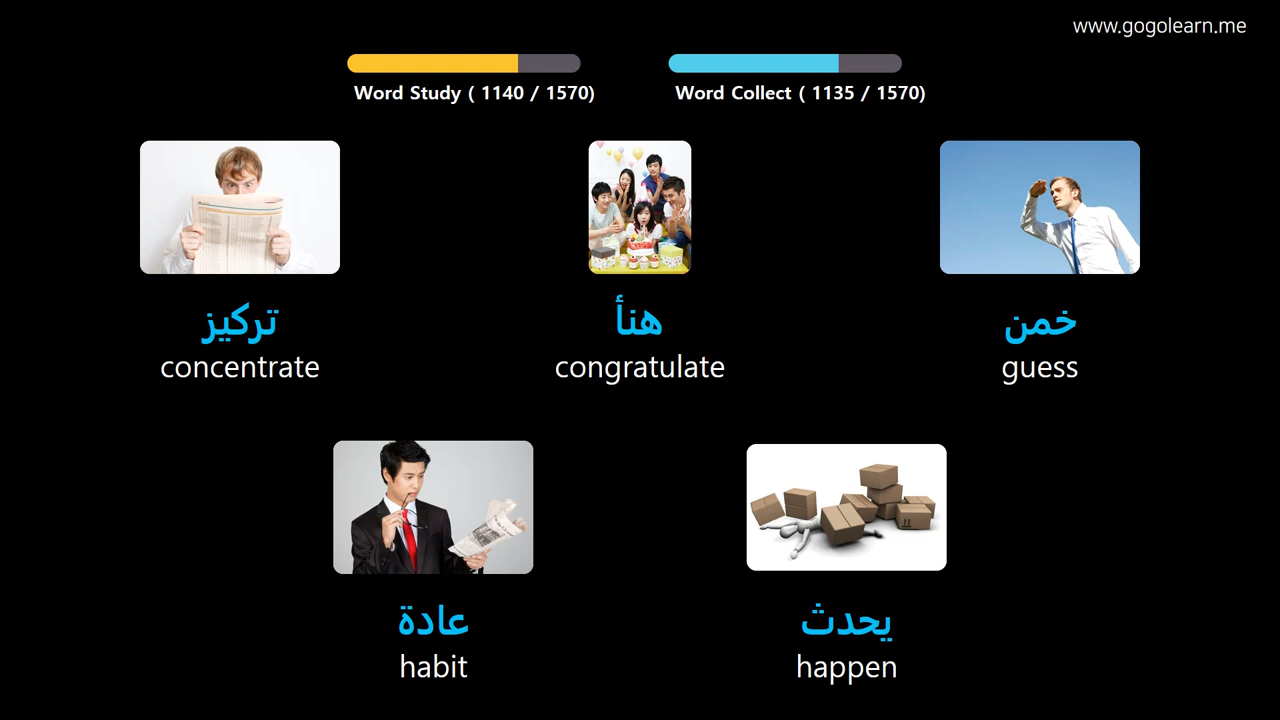 www.gogolearn.me
Word Study ( 1140 / 1570)
Word Collect ( 1135 / 1570)
تركيز
concentrate
هنأ
congratulate
خمن
guess
عادة
habit
يحدث
happen